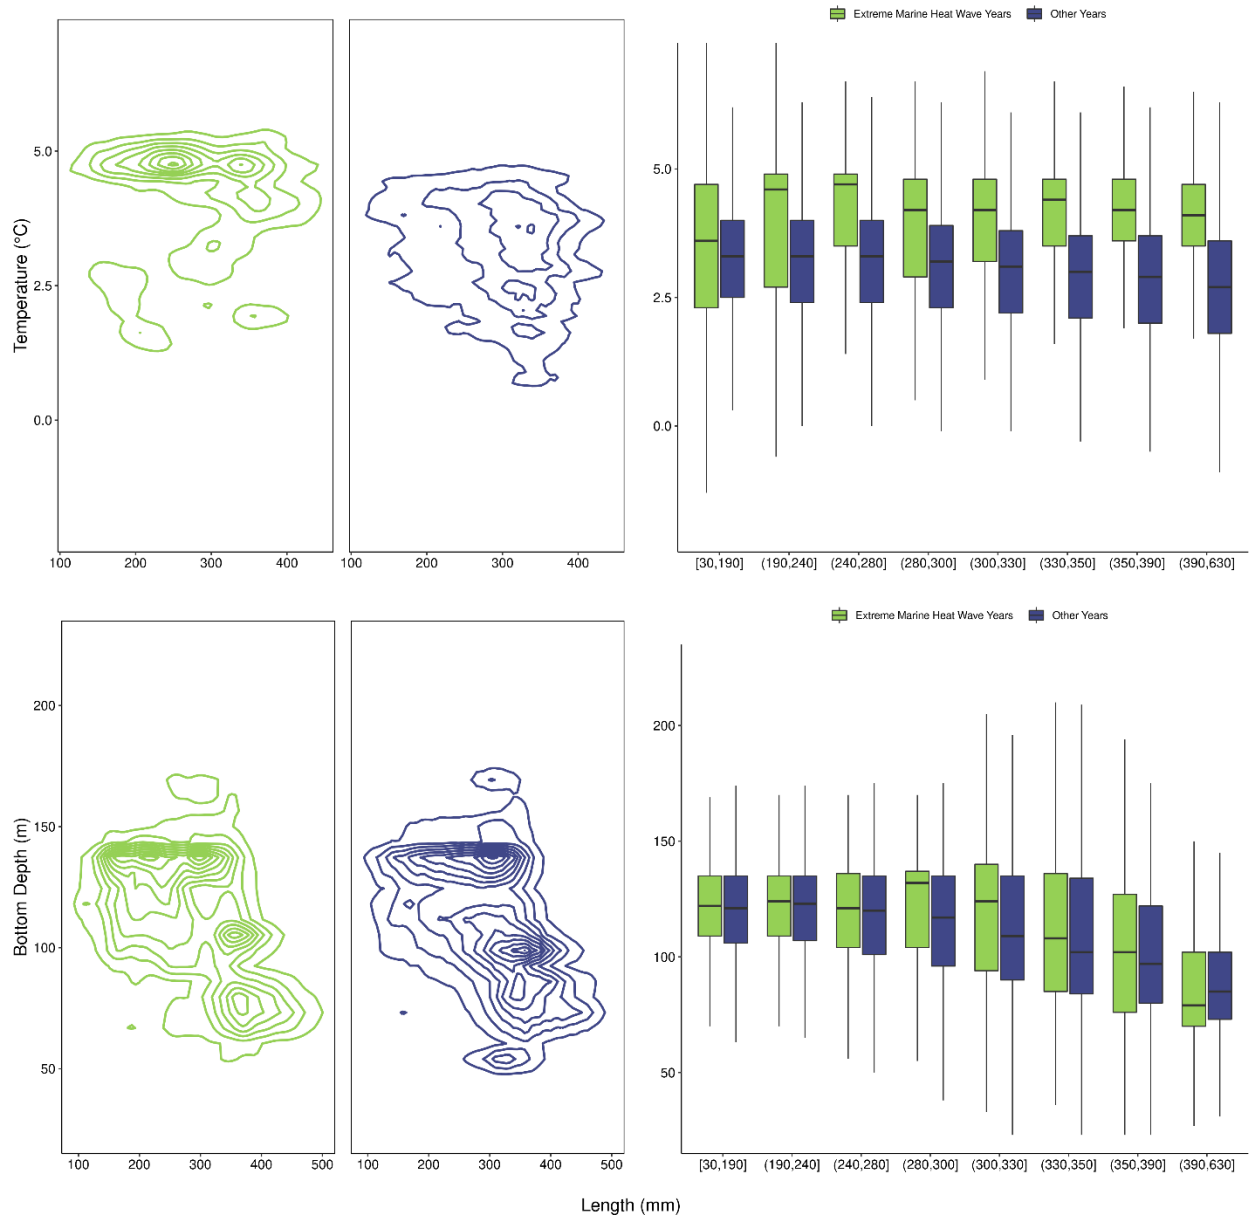 Extreme Marine Heat Wave Years Other Years
Temperature (°C)
5.0
2.5
0.0
100 200 300 400
100 200 300 400
5.0
2.5
0.0
[30,190] (190,240] (240,280] (280,300] (300,330] (330,350] (350,390] (390,630]
Extreme Marine Heat Wave Years Other Years
Bottom Depth (m)
200
150
100
50
100 200 300 400 500
100 200 300 400 500
200
150
100
50
[30,190] (190,240] (240,280] (280,300] (300,330] (330,350] (350,390] (390,630]
Length (mm)